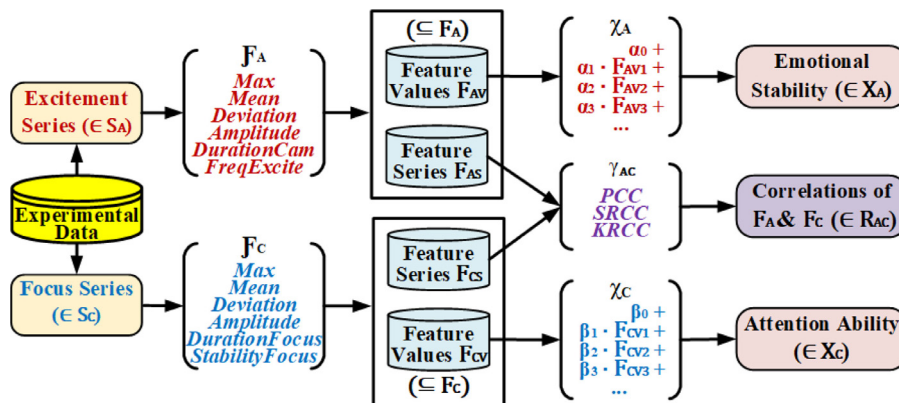 Excitement
Series (∈ SA)
Experimental
Data
Focus Series
(∈ SC)
ƑA
Max
Mean
Deviation
Amplitude
DurationCam
FreqExcite
ƑC
Max
Mean
Deviation
Amplitude
DurationFocus
StabilityFocus
(⊆ FA)
Feature
Values FAV
Feature
Series FAS
Feature
Series FCS
Feature
Values FCV
(⊆ FC)
χA
α0 +
α1 · FAV1 +
α2 · FAV2 +
α3 · FAV3 +
...
γAC
PCC
SRCC
KRCC
χC
β0 +
β1 · FCV1 +
β2 · FCV2 +
β3 · FCV3 +
...
Emotional
Stability (∈ XA)
Correlations of
FA & FC (∈ RAC)
Attention Ability
(∈ XC)